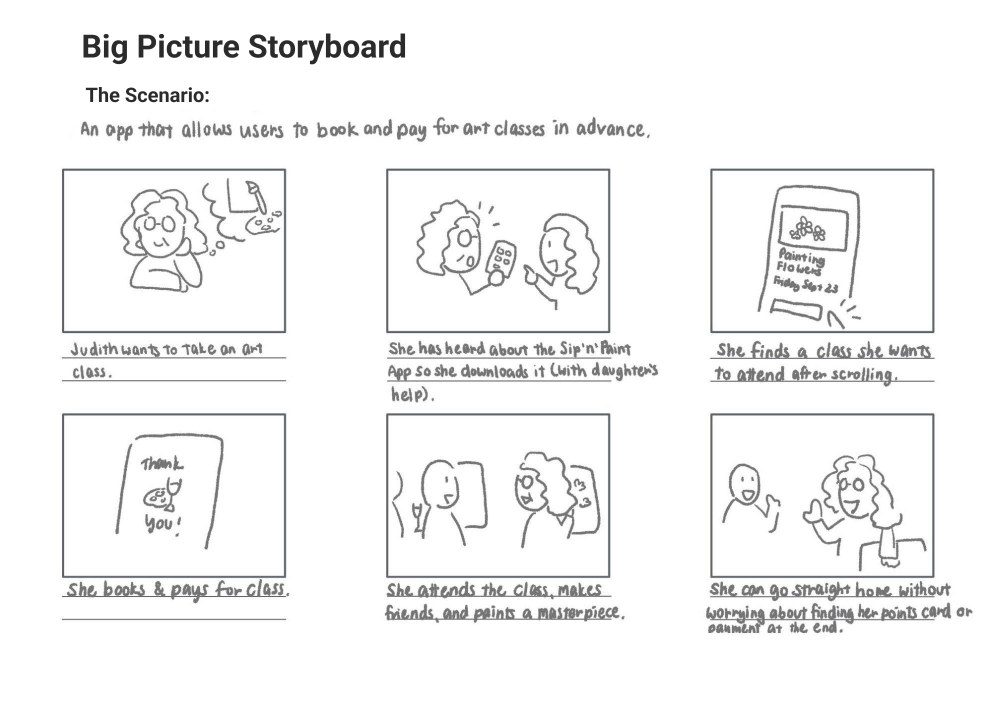 Big Picture Storyboard
The Scenario:
An app that allows users to book and pay for art classes in advance.
Painting
Flowers
Friday Sept 23
Judith wants to take an art
class.
She has heard about the Sip'n'Paint
App so she downloads it (with daughter's
help).
She finds a class she wants
to attend after scrolling.
Thank
You!
She books & pays for class.
She attends the class, makes
friends, and paints a masterpiece.
She can go straight home without
worrying about finding her points card or
payment at the end.